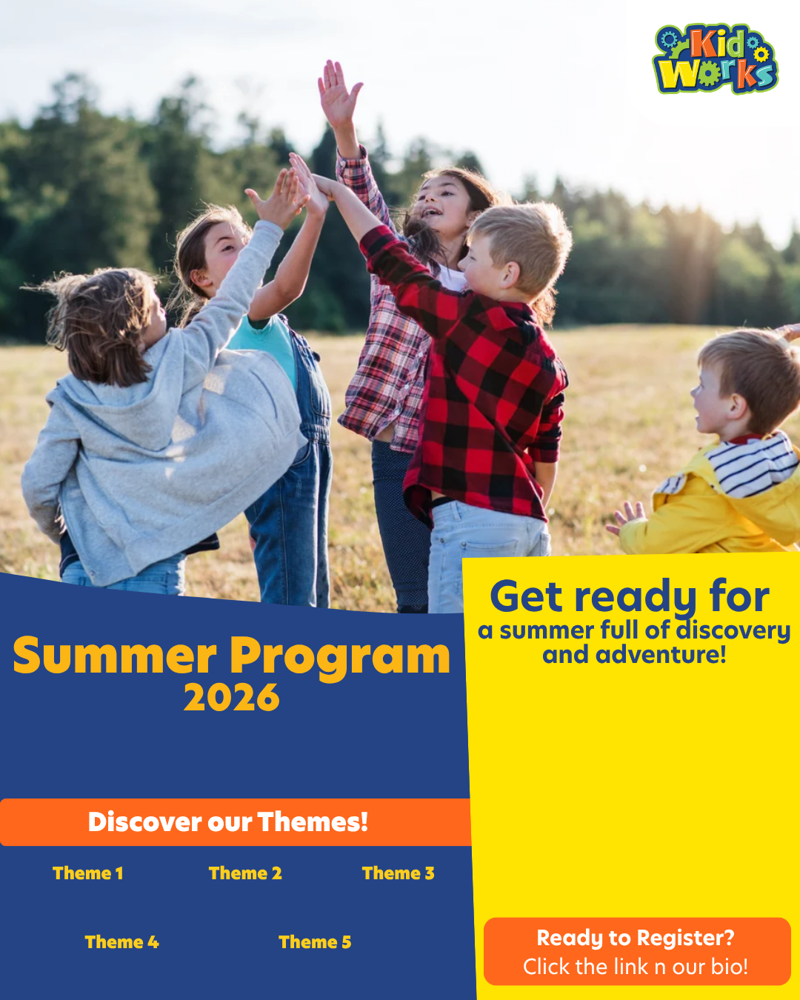 Kid
Works
Get ready for
a summer full of discovery
and adventure!
Summer Program
2026
Discover our Themes!
Theme 1
Theme 2
Theme 3
Theme 4
Theme 5
Ready to Register?
Click the link n our bio!